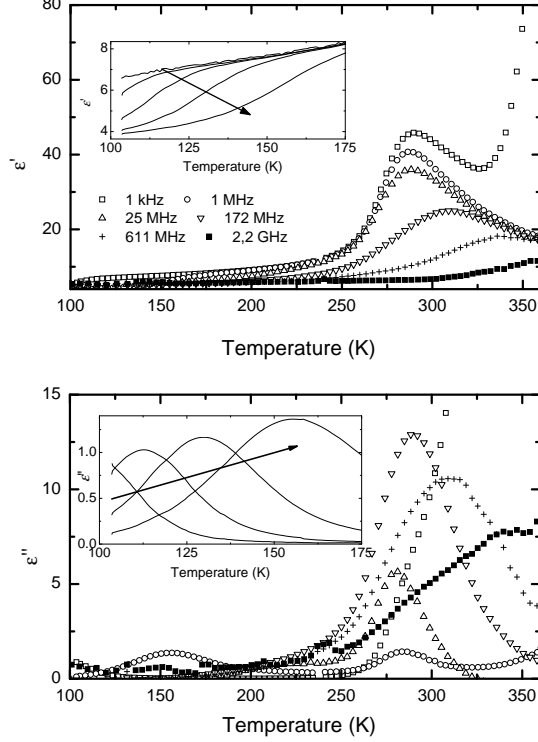 80
60
40
20
ε'
8
6
4
ε'
100 125 150 175
Temperature (K)
1 kHz 1 MHz
25 MHz 172 MHz
611 MHz 2,2 GHz
100 150 200 250 300 350
Temperature (K)
15
10
5
0
ε''
1.0
0.5
0.0
ε''
100 125 150 175
Temperature (K)
100 150 200 250 300 350
Temperature (K)